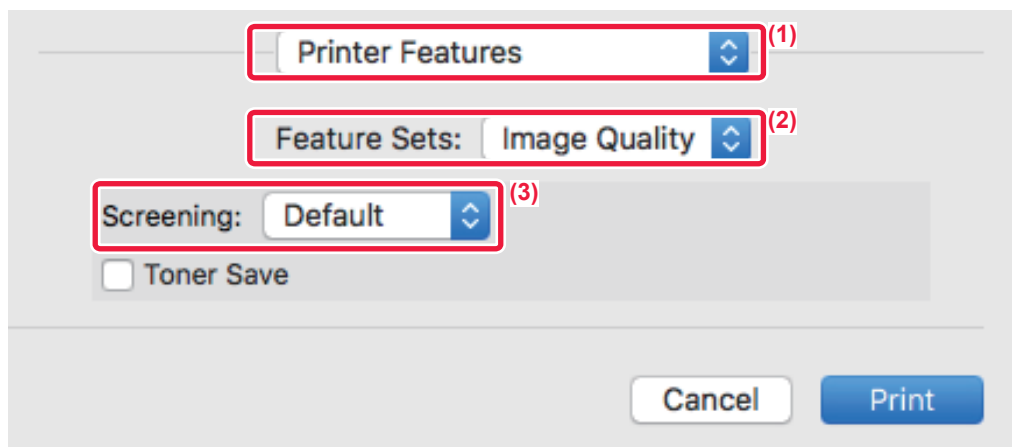 Printer Features (1)
Feature Sets: Image Quality (2)
Screening: Default (3)
Toner Save
Cancel Print